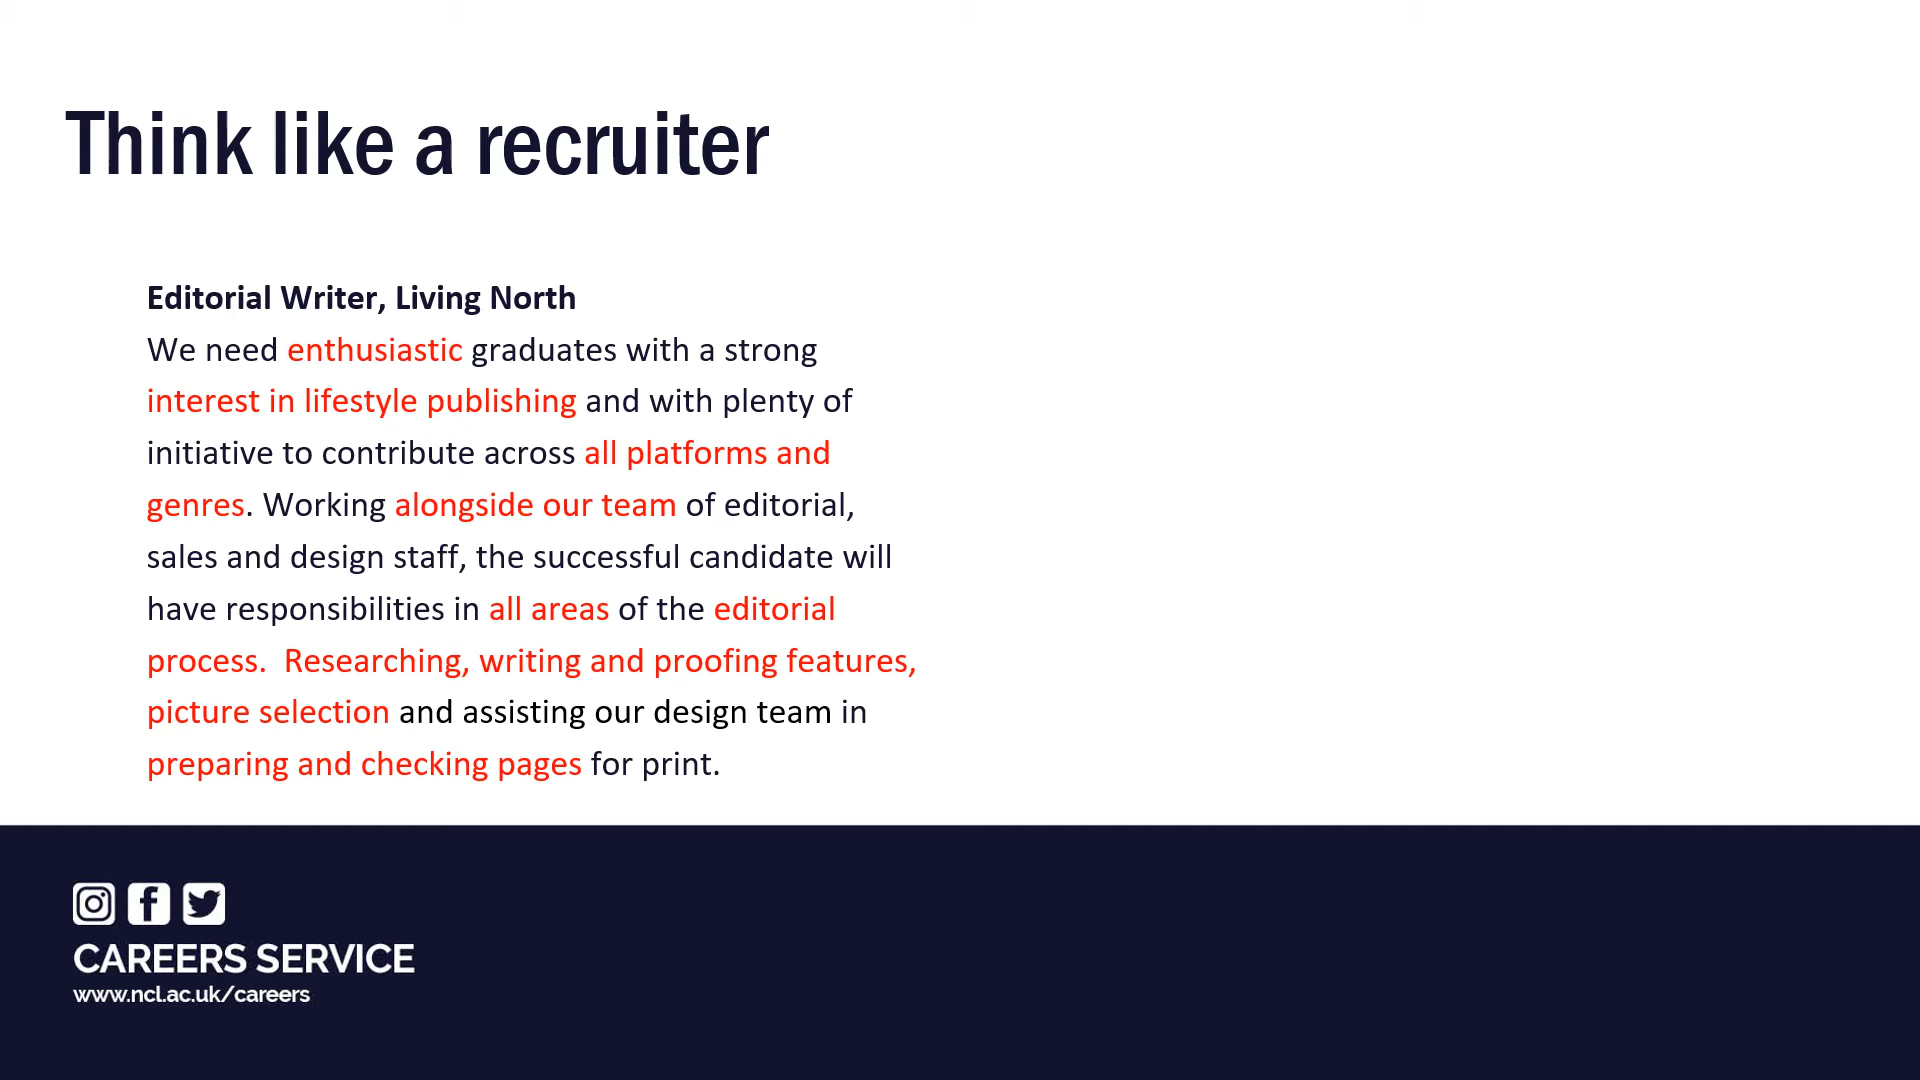 Think like a recruiter
Editorial Writer, Living North
We need enthusiastic graduates with a strong
interest in lifestyle publishing and with plenty of
initiative to contribute across all platforms and
genres. Working alongside our team of editorial,
sales and design staff, the successful candidate will
have responsibilities in all areas of the editorial
process.  Researching, writing and proofing features,
picture selection and assisting our design team in
preparing and checking pages for print.
CAREERS SERVICE
www.ncl.ac.uk/careers